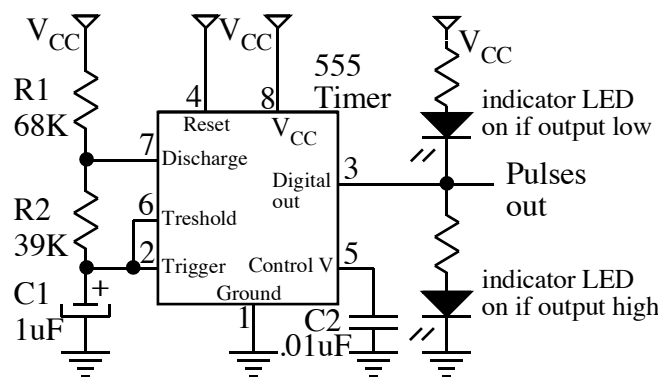 VCC
VCC
VCC
R1
68K
4
8
555
Timer
indicator LED
on if output low
Reset
VCC
7
Discharge
3
Digital
out
Pulses
out
R2
39K
6
Treshold
2
Trigger
Control V
5
C1
+
1uF
Ground
1
C2
.01uF
indicator LED
on if output high